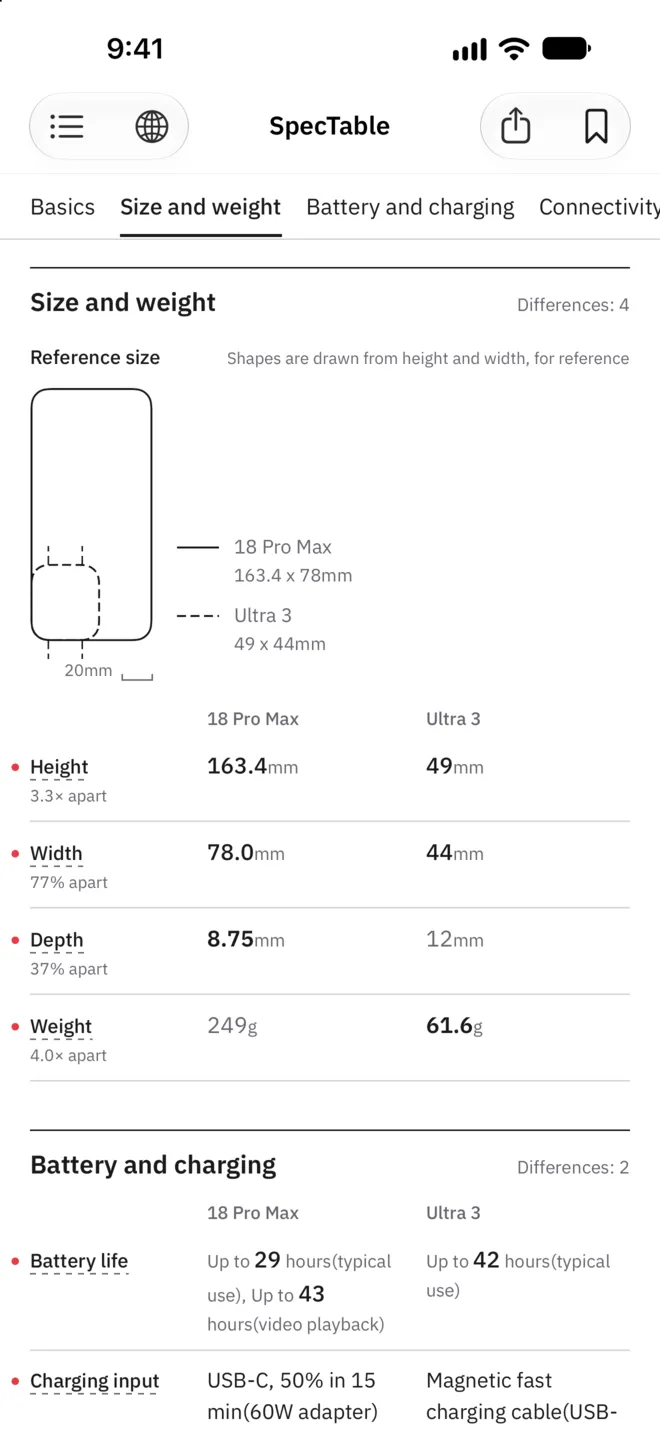 9:41
SpecTable
Basics Size and weight Battery and charging Connectivity
Size and weight Differences: 4
Reference size Shapes are drawn from height and width, for reference
18 Pro Max
163.4 x 78mm
Ultra 3
49 x 44mm
20mm
18 Pro Max Ultra 3
Height 163.4mm 49mm
3.3× apart
Width 78.0mm 44mm
77% apart
Depth 8.75mm 12mm
37% apart
Weight 249g 61.6g
4.0× apart
Battery and charging Differences: 2
18 Pro Max Ultra 3
Battery life Up to 29 hours(typical Up to 42 hours(typical
use), Up to 43 use)
hours(video playback)
Charging input USB-C, 50% in 15 Magnetic fast
min(60W adapter) charging cable(USB-